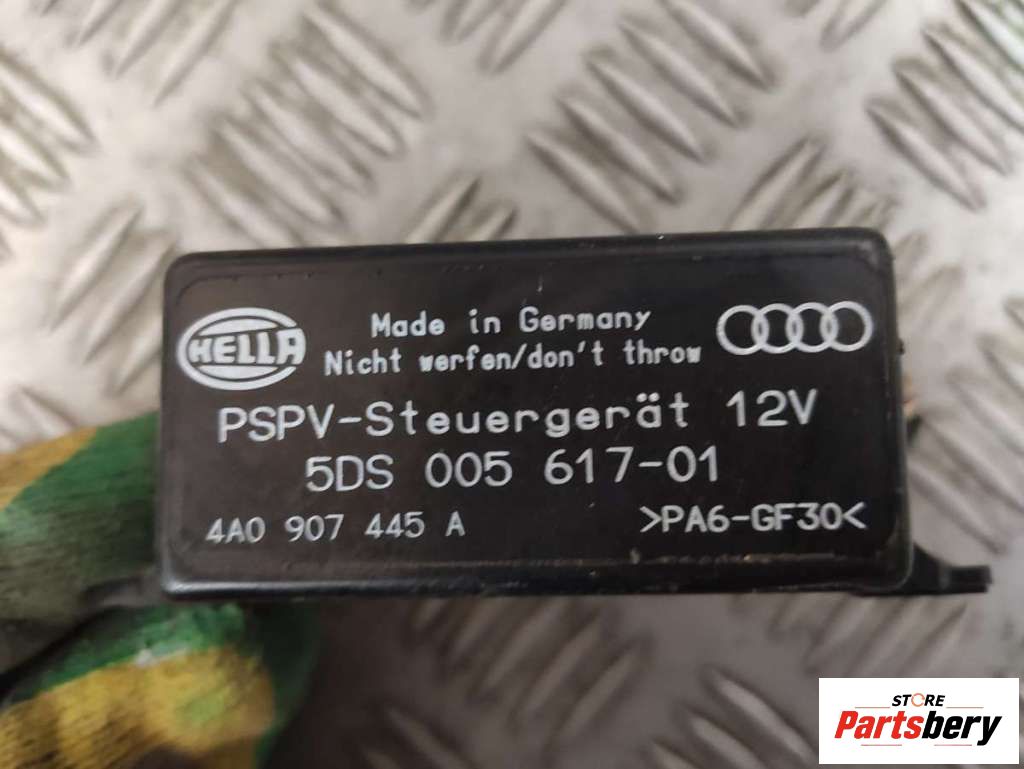 HELLA
Made in Germany
Nicht werfen/don't throw
PSPV-Steuergerät 12V
5DS 005 617-01
4A0 907 445 A >PA6-GF30<
STORE
Partsbery